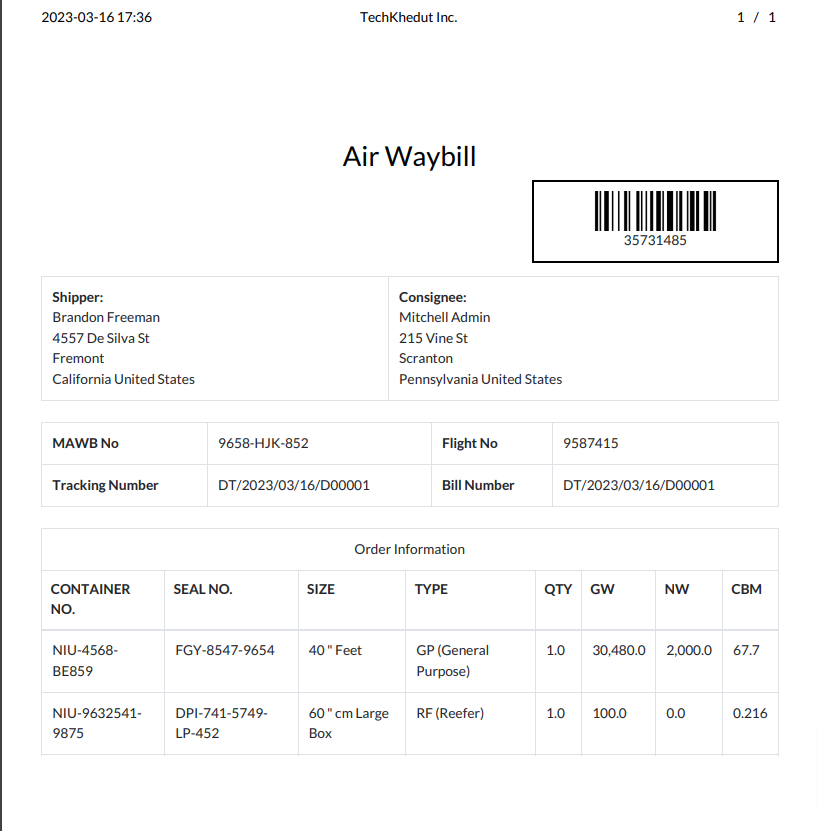 2023-03-16 17:36 TechKhedut Inc. 1 / 1
Air Waybill
35731485
Shipper:
Brandon Freeman
4557 De Silva St
Fremont
California United States
Consignee:
Mitchell Admin
215 Vine St
Scranton
Pennsylvania United States
MAWB No 9658-HJK-852 Flight No 9587415
Tracking Number DT/2023/03/16/D00001 Bill Number DT/2023/03/16/D00001
Order Information
CONTAINER NO. SEAL NO. SIZE TYPE QTY GW NW CBM
NIU-4568-BE859 FGY-8547-9654 40 " Feet GP (General Purpose) 1.0 30,480.0 2,000.0 67.7
NIU-9632541-9875 DPI-741-5749-LP-452 60 " cm Large Box RF (Reefer) 1.0 100.0 0.0 0.216